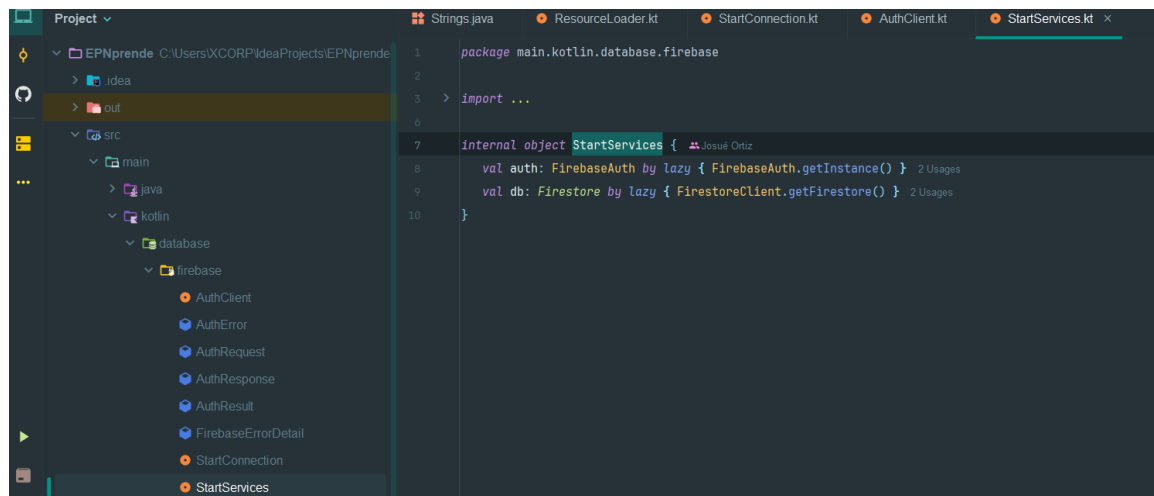 Project
EPNprende C:\Users\XCORP\IdeaProjects\EPNprende
.idea
out
src
main
java
kotlin
database
firebase
AuthClient
AuthError
AuthRequest
AuthResponse
AuthResult
FirebaseErrorDetail
StartConnection
StartServices
Strings.java ResourceLoader.kt StartConnection.kt AuthClient.kt StartServices.kt ×
1 package main.kotlin.database.firebase
2
3 import ...
6
7 internal object StartServices { Josué Ortiz
8 val auth: FirebaseAuth by lazy { FirebaseAuth.getInstance() } 2 Usages
9 val db: Firestore by lazy { FirestoreClient.getFirestore() } 2 Usages
10 }